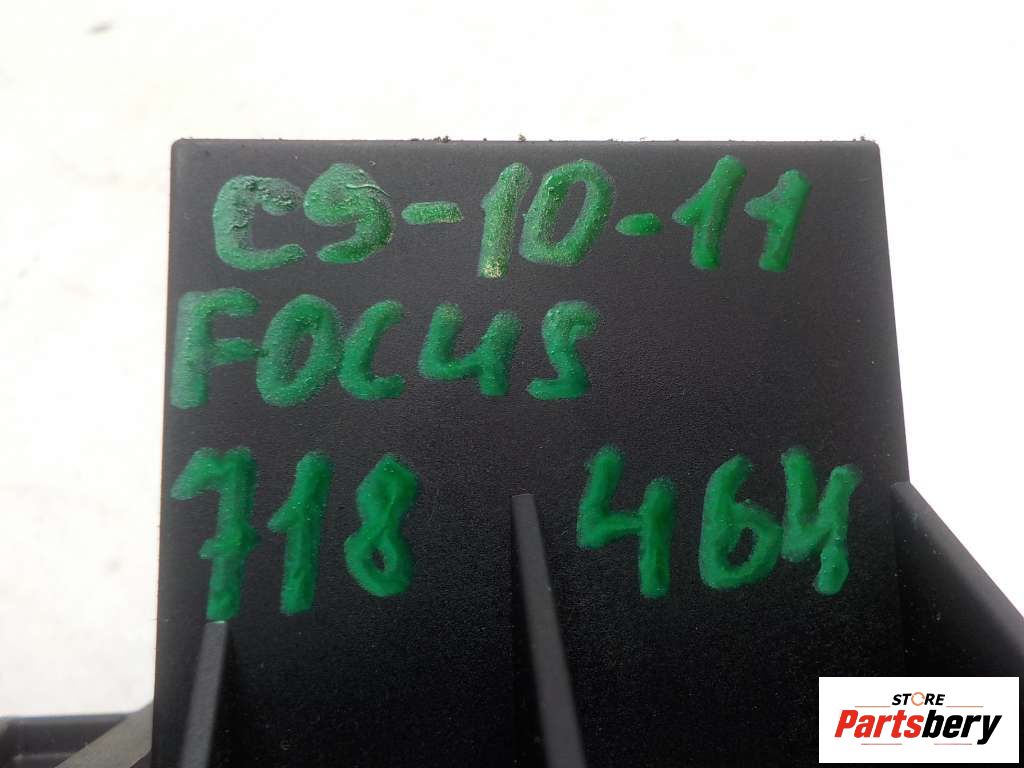 C9-10-11
FOCUS
718 464
STORE
Partsbery